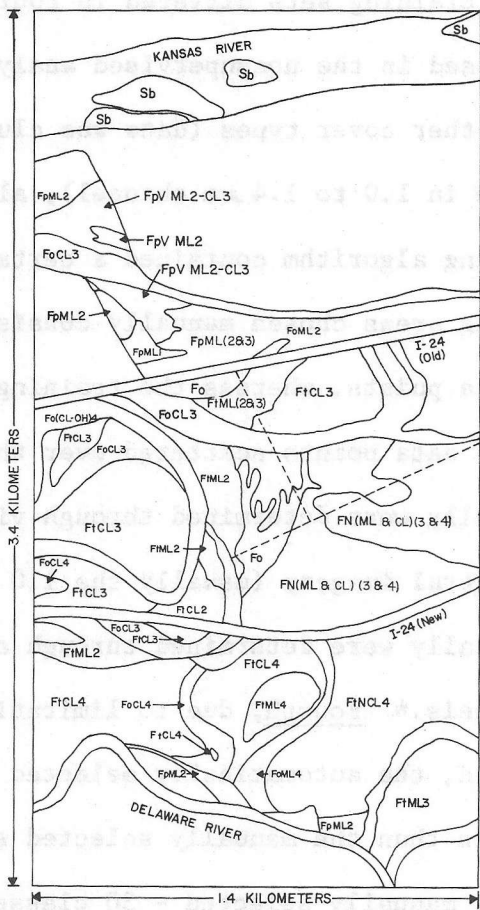 KANSAS RIVER
Sb
Sb
Sb
Sb
FpML2
FpV ML2-CL3
FpV ML2
FoCL3
FpV ML2-CL3
FpML2
FpML1
FpML(2&3)
FoML2
I-24
(Old)
Fo
FtML(2&3)
FtCL3
Fo(CL-OH)4
FtCL3
FoCL3
FoCL3
FtML2
FtCL3
FtML2
Fo
FN(ML & CL)(3 & 4)
FN(ML & CL)(3 & 4)
FoCL4
FtCL3
FtCL2
I-24(New)
FoCL3
FtCL3
FtML2
FtCL4
FtCL4
FoCL4
FtML4
FtNCL4
FtCL4
FpML2
FoML4
FtML3
FpML2
DELAWARE RIVER
3.4 KILOMETERS
1.4 KILOMETERS